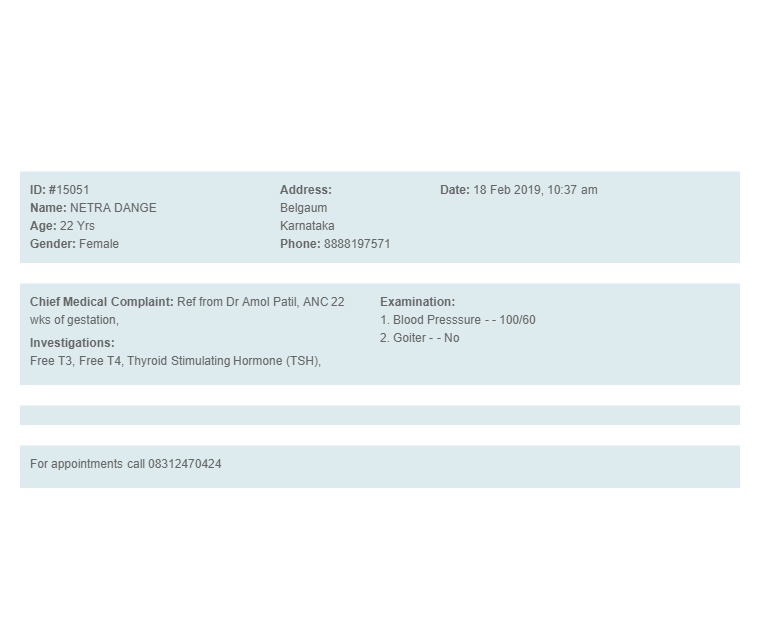 ID: #15051
Name: NETRA DANGE
Age: 22 Yrs
Gender: Female
Address:
Belgaum
Karnataka
Phone: 8888197571
Date: 18 Feb 2019, 10:37 am
Chief Medical Complaint: Ref from Dr Amol Patil, ANC 22
wks of gestation,
Investigations:
Free T3, Free T4, Thyroid Stimulating Hormone (TSH),
Examination:
1. Blood Presssure - - 100/60
2. Goiter - - No
For appointments call 08312470424